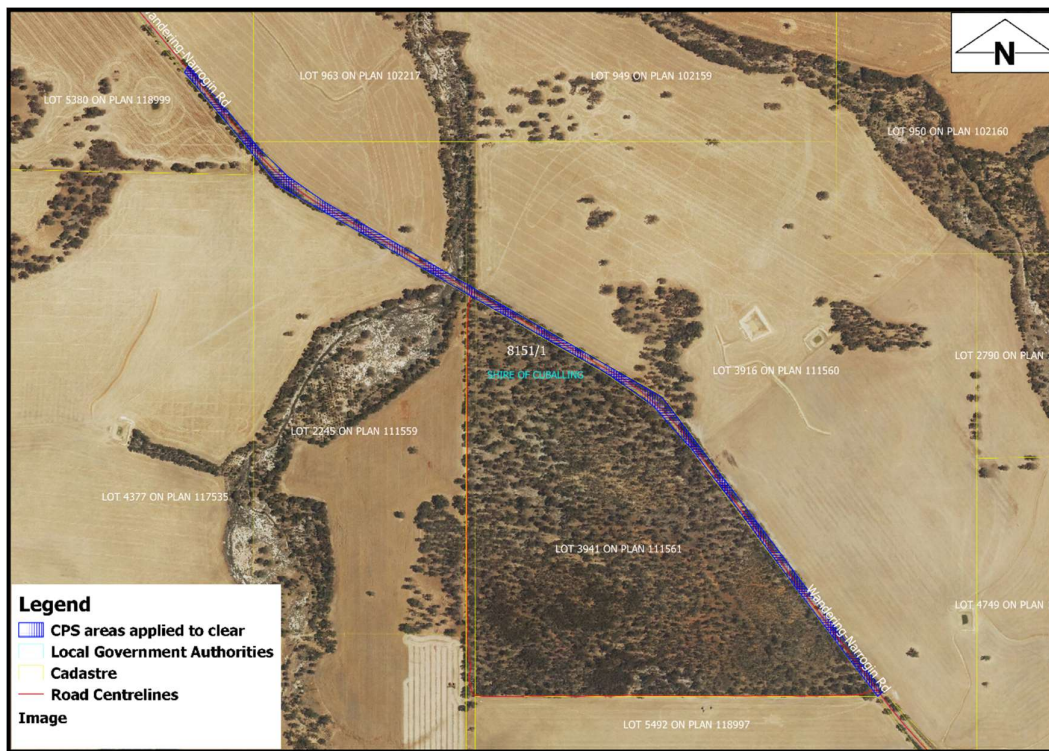 Wandering-Narrogin Rd
N
LOT 963 ON PLAN 102217
LOT 949 ON PLAN 102159
LOT 5380 ON PLAN 118999
LOT 950 ON PLAN 102160
8151/1
SHIRE OF CUBALLING
LOT 2790 ON PLAN
LOT 3916 ON PLAN 111560
LOT 2245 ON PLAN 111559
LOT 4377 ON PLAN 117535
LOT 3941 ON PLAN 111561
Wandering-Narrogin Rd
LOT 4749 ON PLAN
LOT 5492 ON PLAN 118997
Legend
CPS areas applied to clear
Local Government Authorities
Cadastre
Road Centrelines
Image